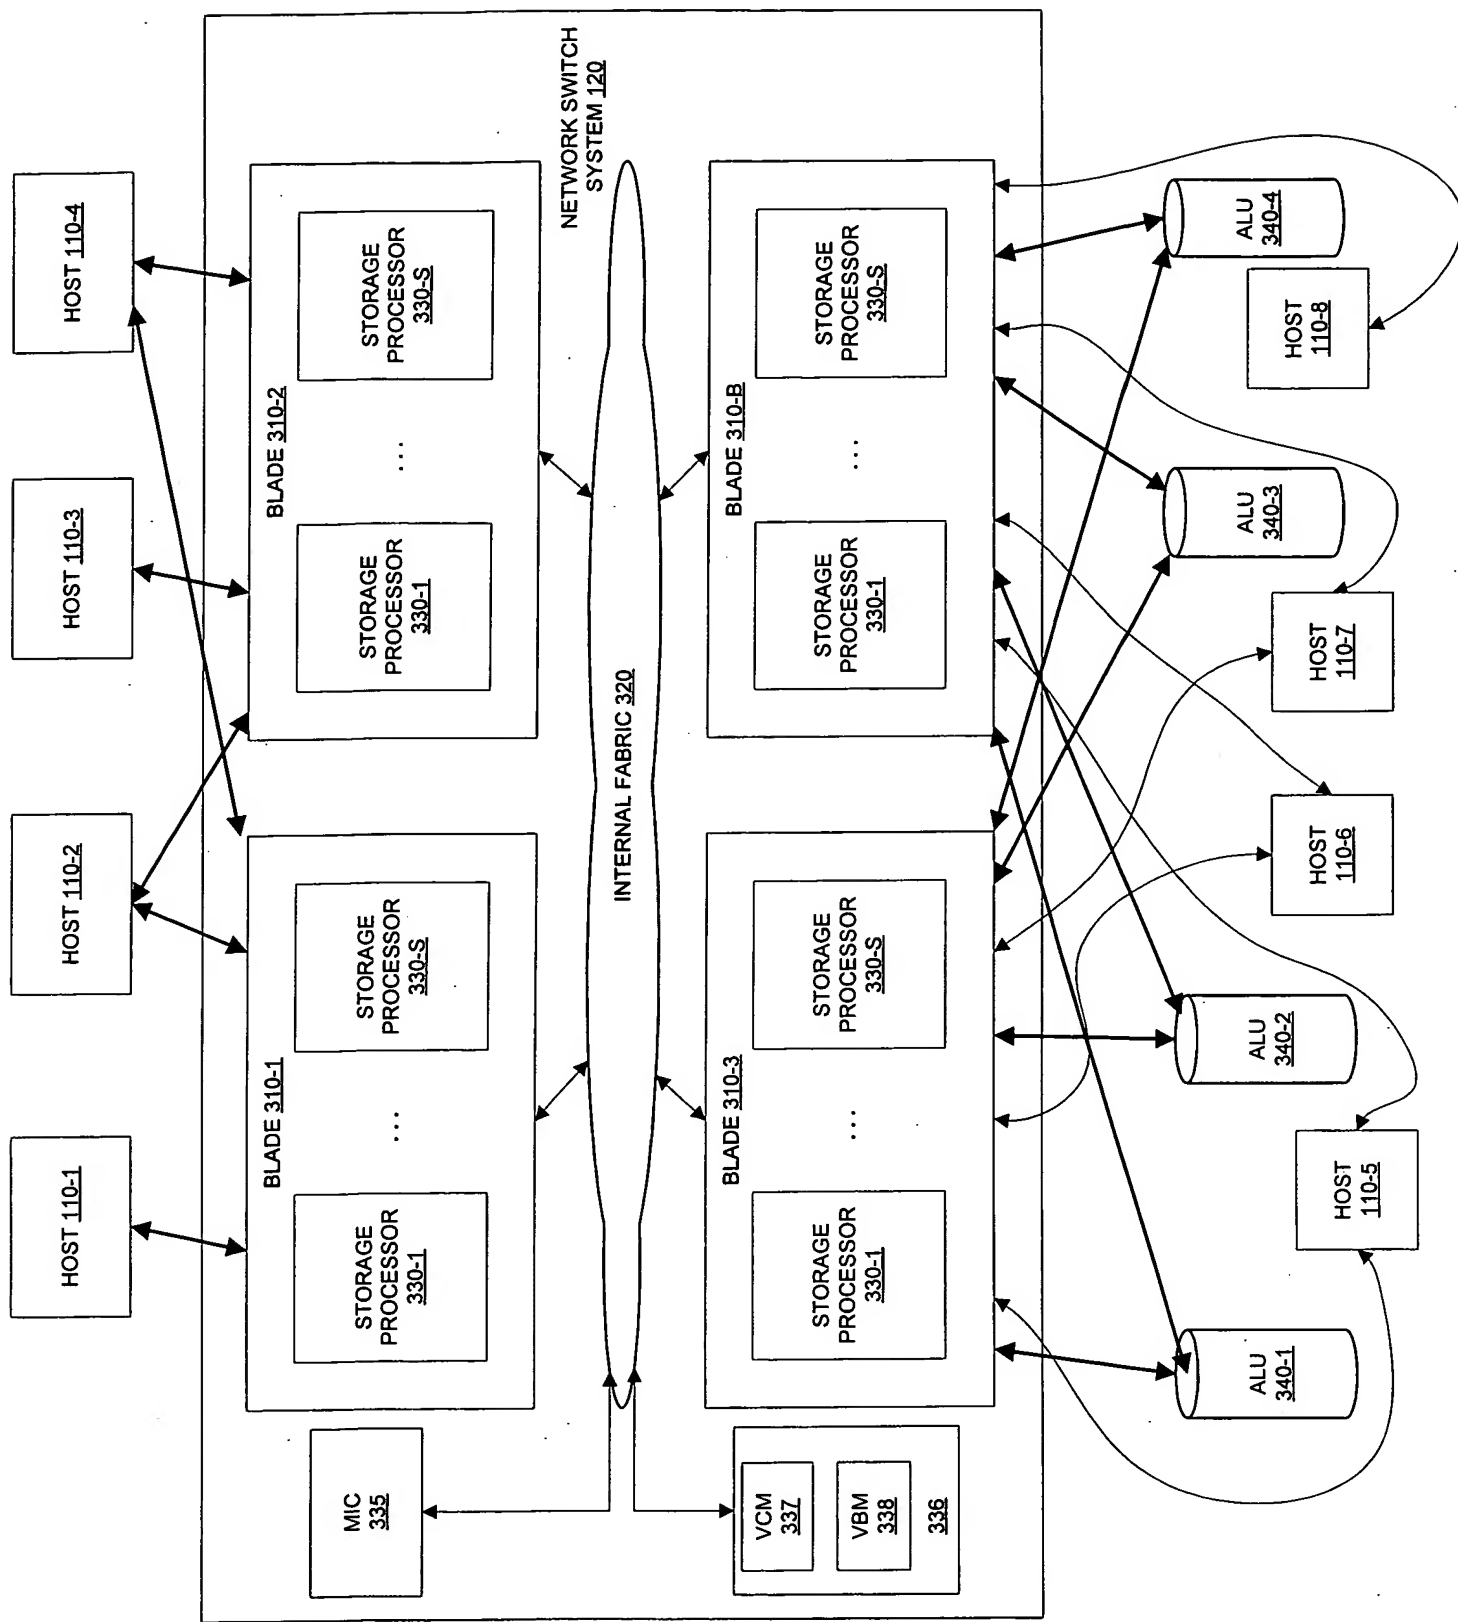 HOST 110-1
HOST 110-2
HOST 110-3
HOST 110-4
NETWORK SWITCH
SYSTEM 120
MIC
335
BLADE 310-1
STORAGE
PROCESSOR
330-1
...
STORAGE
PROCESSOR
330-S
BLADE 310-2
STORAGE
PROCESSOR
330-1
...
STORAGE
PROCESSOR
330-S
INTERNAL FABRIC 320
VCM
337
VBM
338
336
BLADE 310-3
STORAGE
PROCESSOR
330-1
...
STORAGE
PROCESSOR
330-S
BLADE 310-B
STORAGE
PROCESSOR
330-1
...
STORAGE
PROCESSOR
330-S
ALU
340-1
ALU
340-2
ALU
340-3
ALU
340-4
HOST
110-5
HOST
110-6
HOST
110-7
HOST
110-8